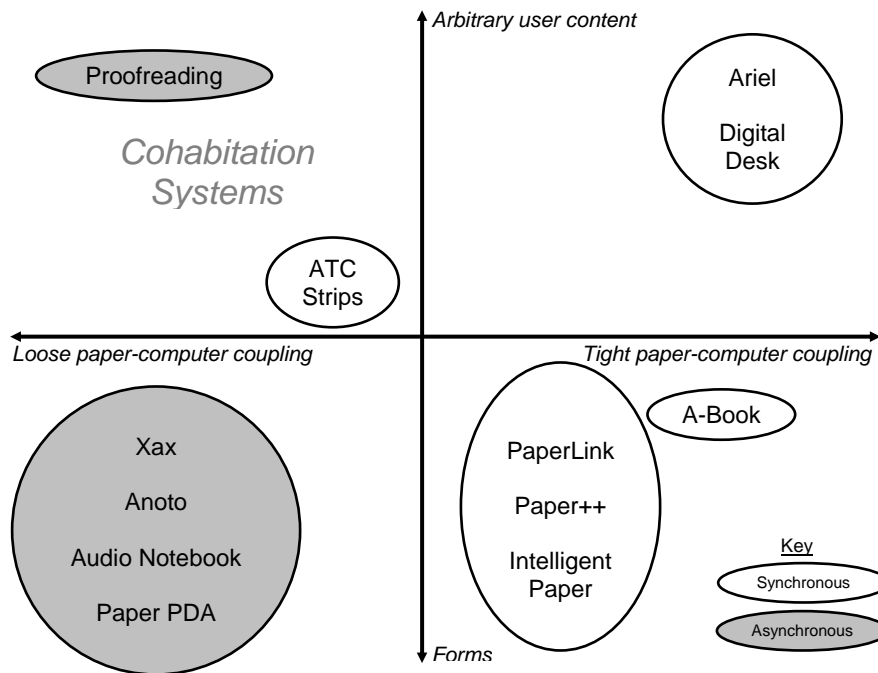 Arbitrary user content
Proofreading
Ariel
Digital
Desk
Cohabitation
Systems
ATC
Strips
Loose paper-computer coupling
Tight paper-computer coupling
A-Book
Xax
Anoto
Audio Notebook
Paper PDA
PaperLink
Paper++
Intelligent
Paper
Key
Synchronous
Asynchronous
Forms